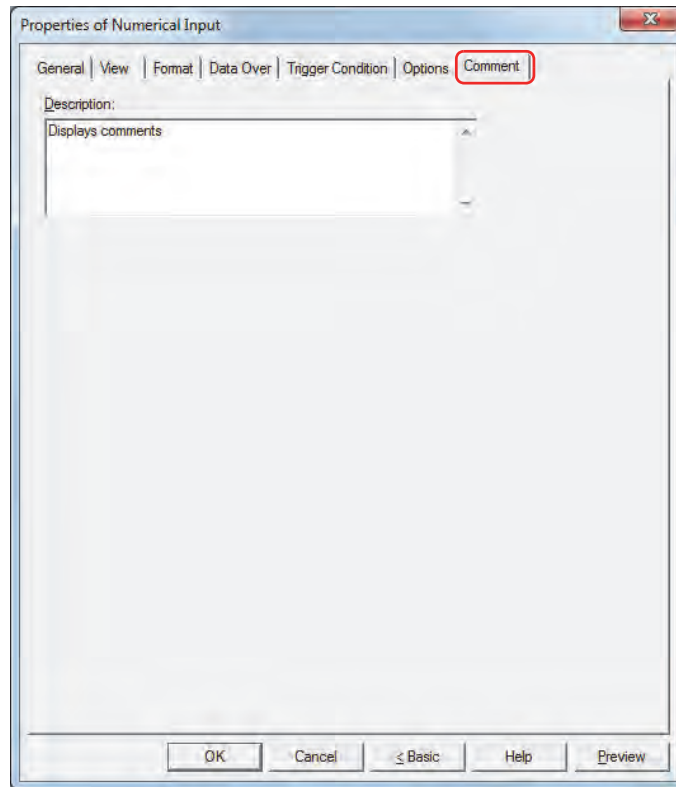 Properties of Numerical Input
General View Format Data Over Trigger Condition Options Comment
Description:
Displays comments
OK Cancel < Basic Help Preview